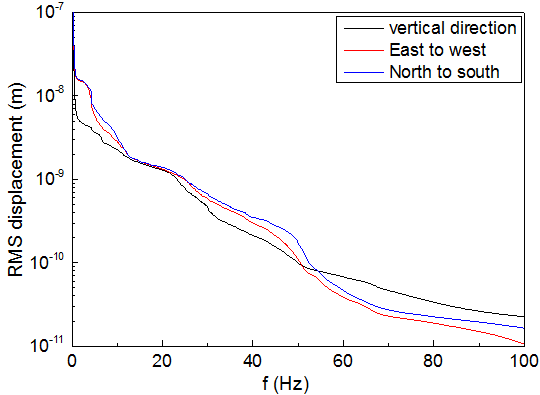 10⁻⁷
10⁻⁸
10⁻⁹
10⁻¹⁰
10⁻¹¹
RMS displacement (m)
vertical direction
East to west
North to south
0 20 40 60 80 100
f (Hz)